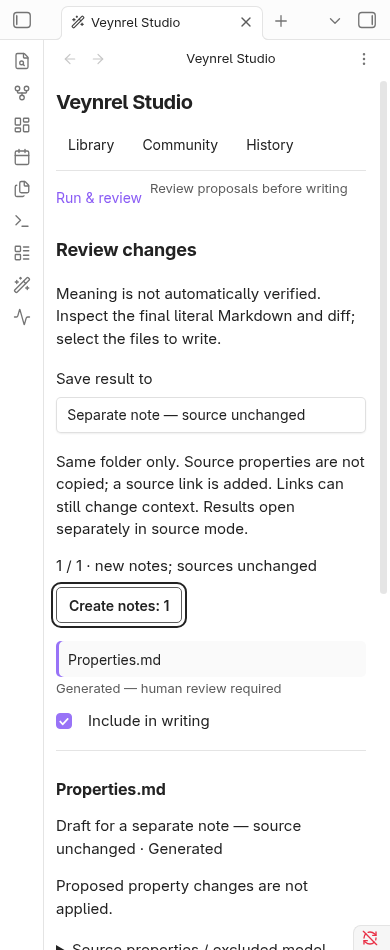 Veynrel Studio
Veynrel Studio
Veynrel Studio
Library Community History
Run & review Review proposals before writing
Review changes
Meaning is not automatically verified.
Inspect the final literal Markdown and diff;
select the files to write.
Save result to
Separate note — source unchanged
Same folder only. Source properties are not
copied; a source link is added. Links can
still change context. Results open
separately in source mode.
1 / 1 · new notes; sources unchanged
Create notes: 1
Properties.md
Generated — human review required
Include in writing
Properties.md
Draft for a separate note — source
unchanged · Generated
Proposed property changes are not
applied.
Source properties / excluded model